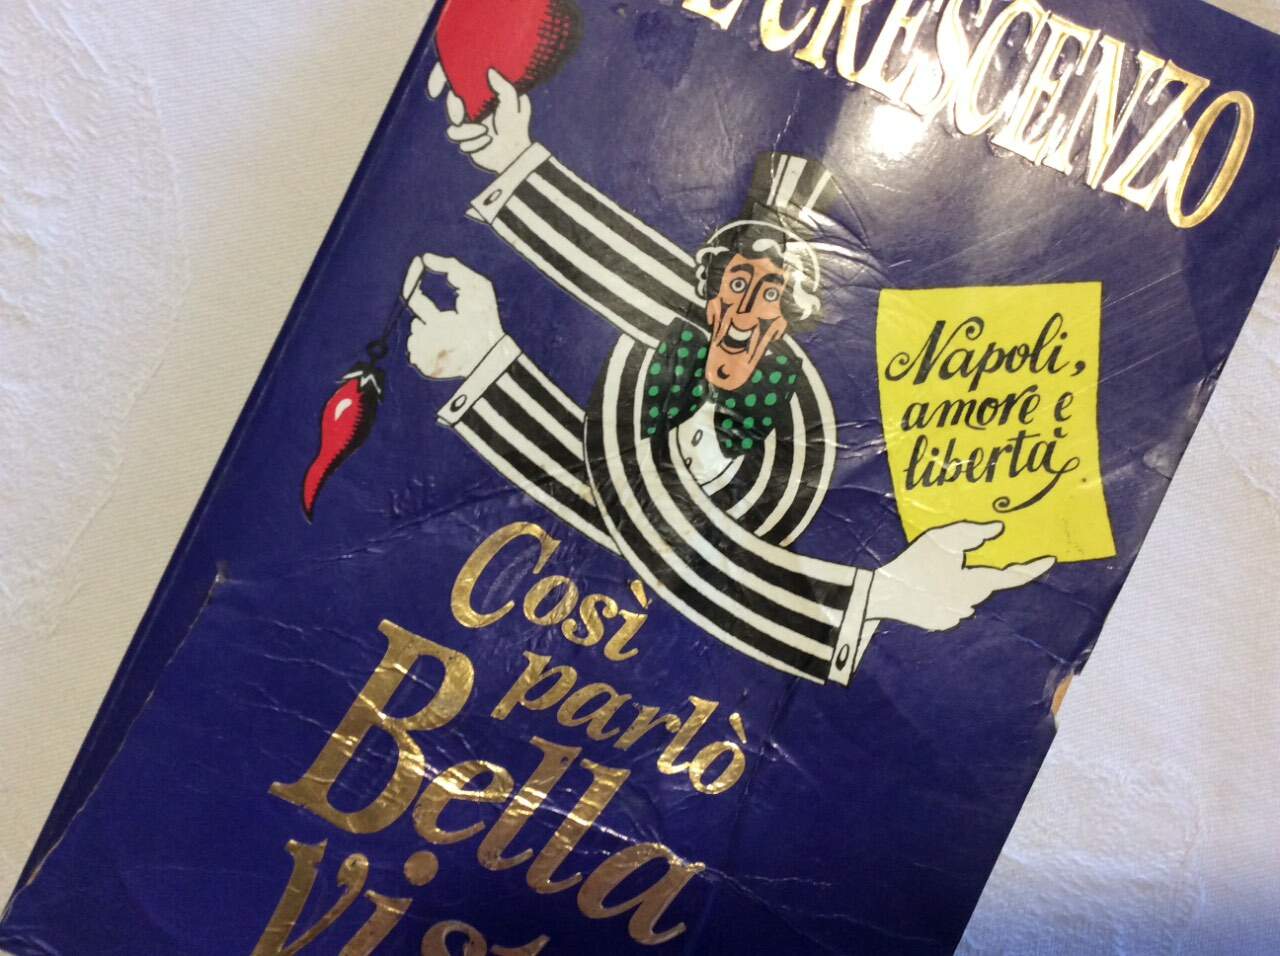 CRESCENZO
Napoli,
amore e
libertà
Così
parlò
Bella